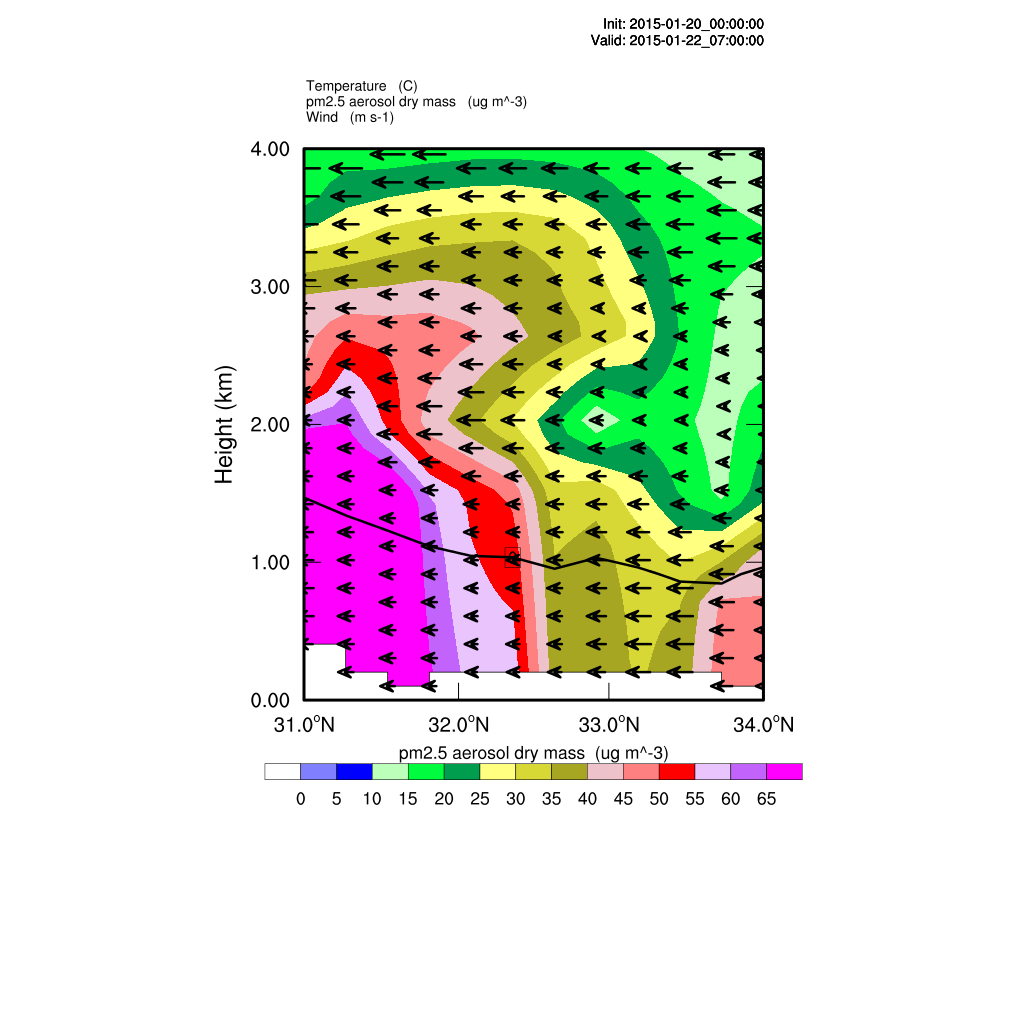 Init: 2015-01-20_00:00:00
Valid: 2015-01-22_07:00:00
Temperature (C)
pm2.5 aerosol dry mass (ug m^-3)
Wind (m s-1)
4.00
3.00
2.00
1.00
0.00
Height (km)
0
31.0°N 32.0°N 33.0°N 34.0°N
pm2.5 aerosol dry mass (ug m^-3)
0 5 10 15 20 25 30 35 40 45 50 55 60 65